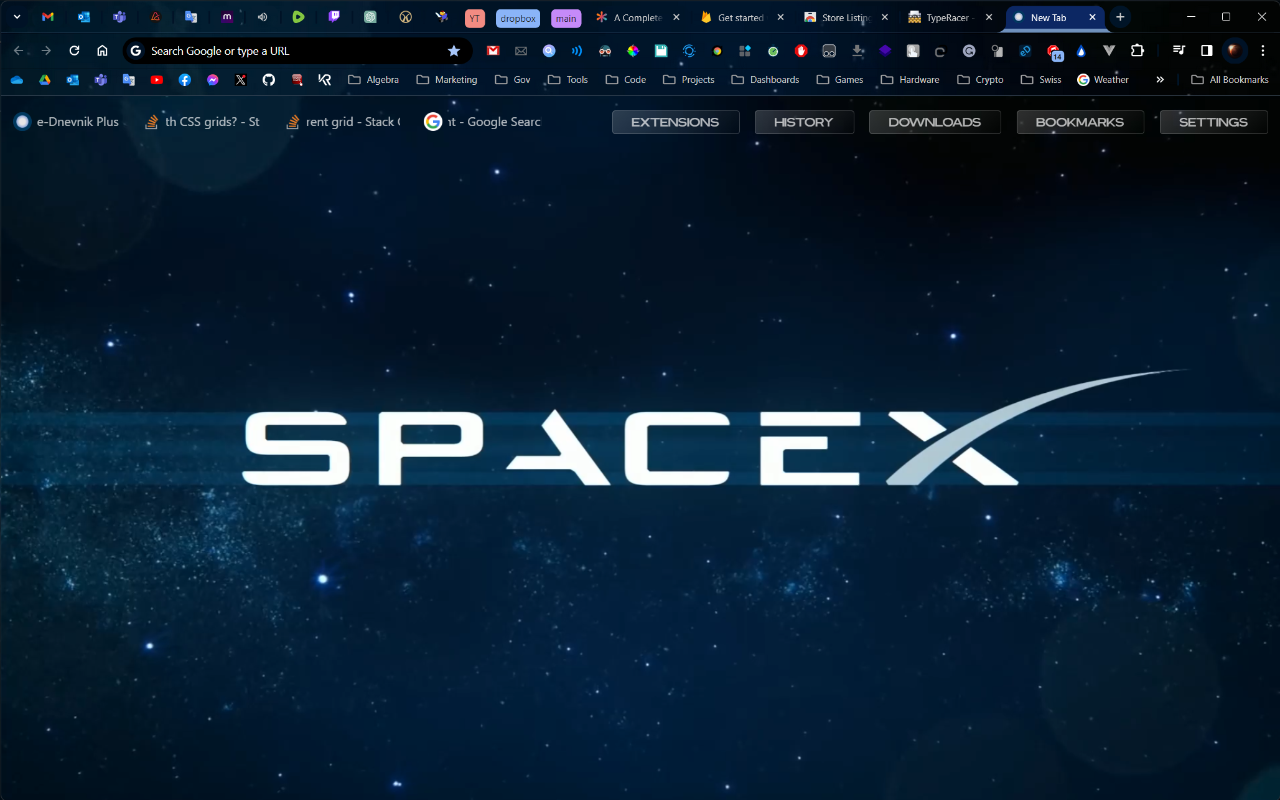 YT dropbox main A Complete Get started Store Listing TypeRacer - New Tab
Search Google or type a URL
14
Algebra Marketing Gov Tools Code Projects Dashboards Games Hardware Crypto Swiss Weather » All Bookmarks
e-Dnevnik Plus th CSS grids? - St rent grid - Stack nt - Google Searc EXTENSIONS HISTORY DOWNLOADS BOOKMARKS SETTINGS
SPACEX